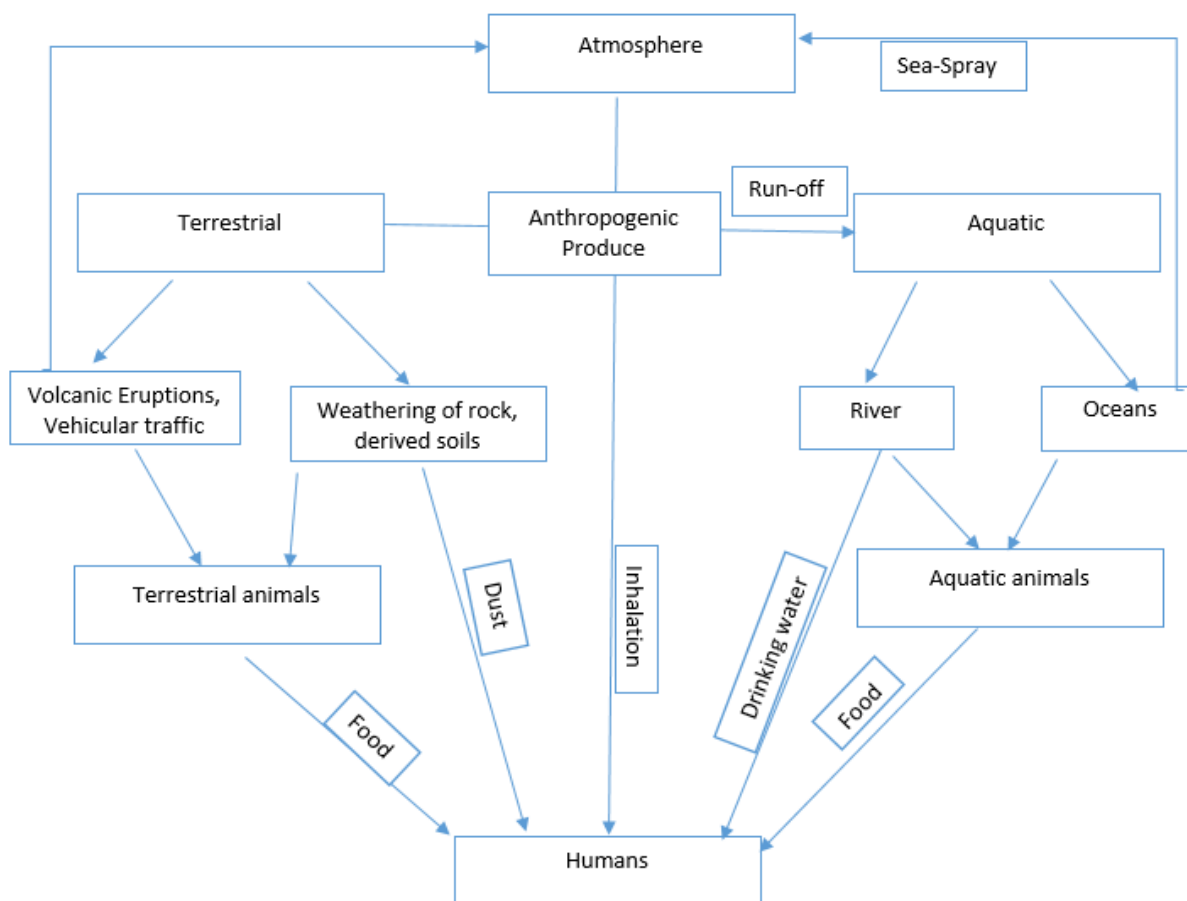 Atmosphere
Sea-Spray
Run-off
Terrestrial
Anthropogenic
Produce
Aquatic
Volcanic Eruptions,
Vehicular traffic
Weathering of rock,
derived soils
River
Oceans
Terrestrial animals
Dust
Inhalation
Drinking water
Aquatic animals
Food
Food
Humans